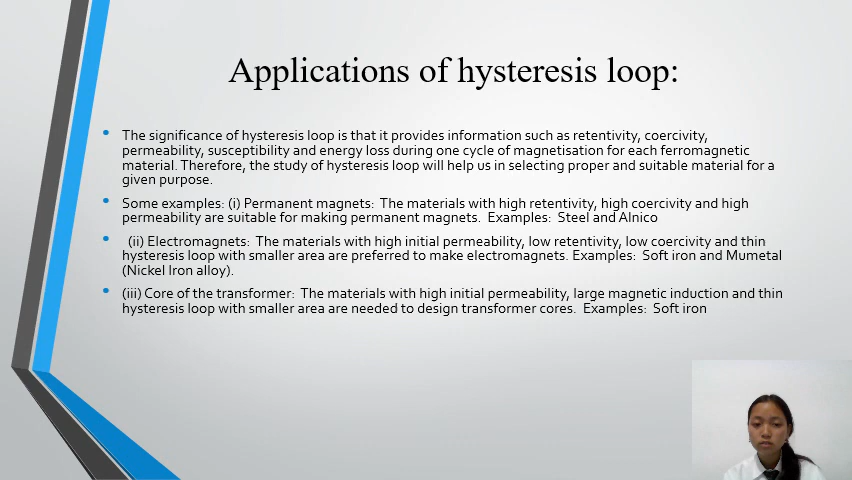 Applications of hysteresis loop:
• The significance of hysteresis loop is that it provides information such as retentivity, coercivity,
permeability, susceptibility and energy loss during one cycle of magnetisation for each ferromagnetic
material. Therefore, the study of hysteresis loop will help us in selecting proper and suitable material for a
given purpose.
• Some examples: (i) Permanent magnets: The materials with high retentivity, high coercivity and high
permeability are suitable for making permanent magnets. Examples: Steel and Alnico
• (ii) Electromagnets: The materials with high initial permeability, low retentivity, low coercivity and thin
hysteresis loop with smaller area are preferred to make electromagnets. Examples: Soft iron and Mumetal
(Nickel Iron alloy).
• (iii) Core of the transformer: The materials with high initial permeability, large magnetic induction and thin
hysteresis loop with smaller area are needed to design transformer cores. Examples: Soft iron